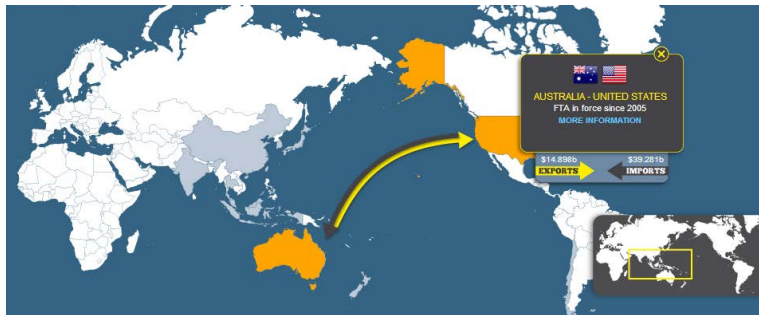 AUSTRALIA - UNITED STATES
FTA in force since 2005
MORE INFORMATION
$14.898b $39.281b
EXPORTS IMPORTS